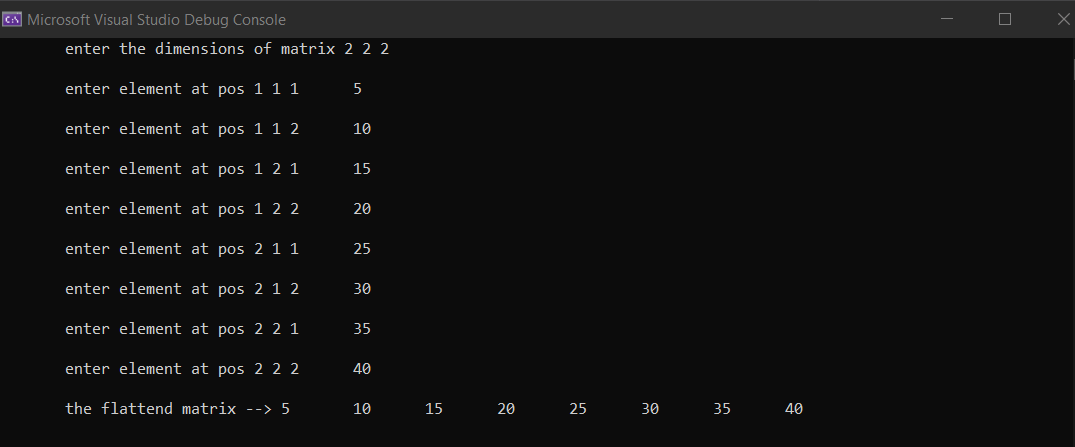 Microsoft Visual Studio Debug Console
enter the dimensions of matrix 2 2 2
enter element at pos 1 1 1 5
enter element at pos 1 1 2 10
enter element at pos 1 2 1 15
enter element at pos 1 2 2 20
enter element at pos 2 1 1 25
enter element at pos 2 1 2 30
enter element at pos 2 2 1 35
enter element at pos 2 2 2 40
the flattend matrix --> 5 10 15 20 25 30 35 40